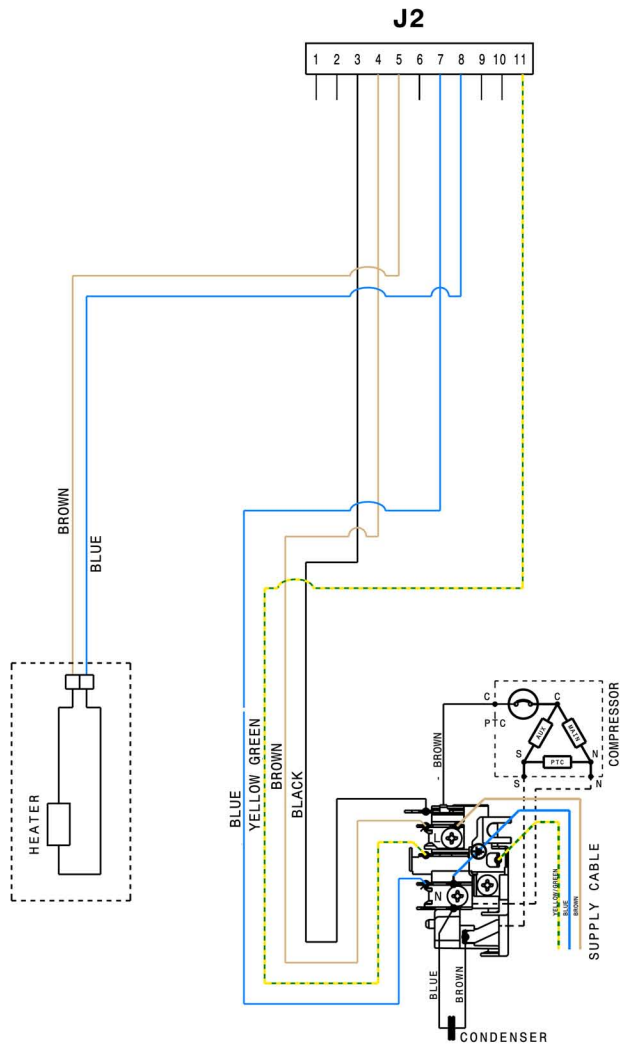 J2
1 2 3 4 5 6 7 8 9 10 11
BROWN
BLUE
HEATER
BLUE
YELLOW GREEN
BROWN
BLACK
- BROWN
C
PTC
C
AUX
MAIN
S
PTC
N
S
N
COMPRESSOR
L
N
YELLOW/GREEN
BLUE
BROWN
SUPPLY CABLE
BLUE
BROWN
CONDENSER